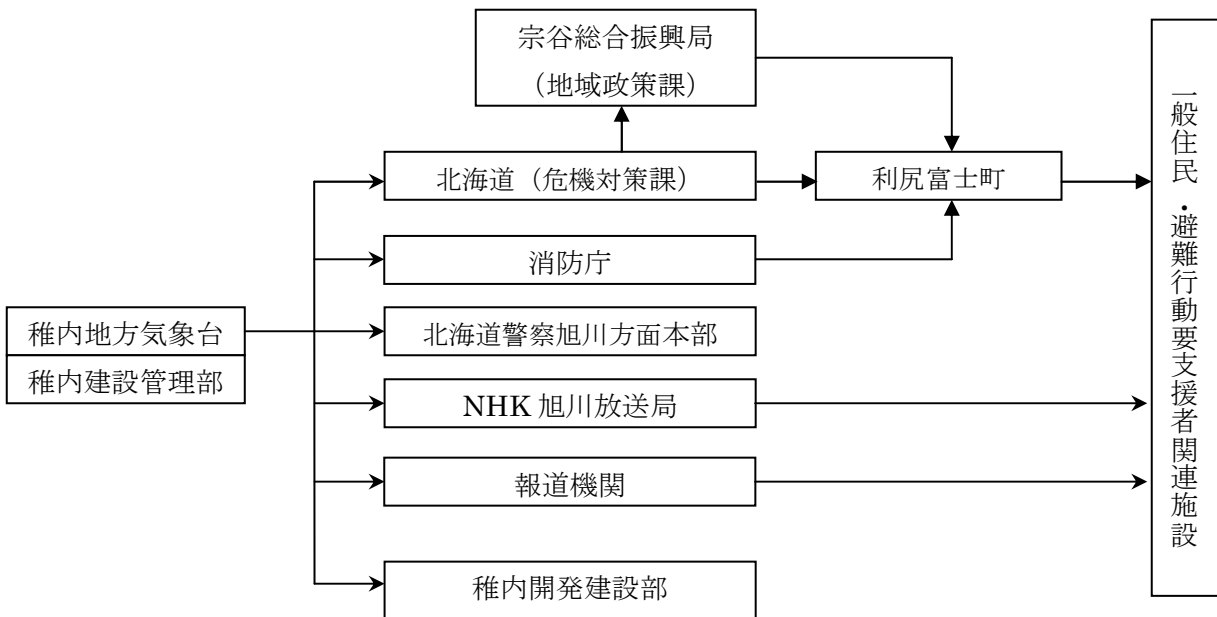 宗谷総合振興局
（地域政策課）
北海道（危機対策課）
利尻富士町
消防庁
稚内地方気象台
稚内建設管理部
北海道警察旭川方面本部
NHK 旭川放送局
報道機関
稚内開発建設部
一般住民・避難行動要支援者関連施設